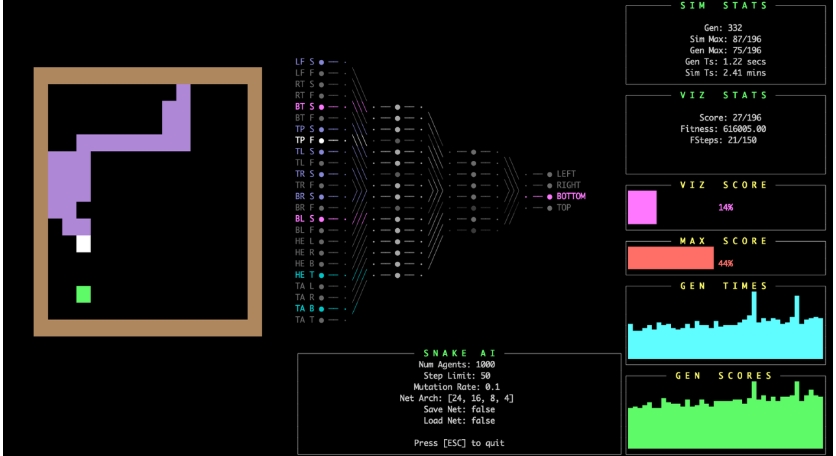 LF S
LF F
RT S
RT F
BT S
BT F
TP S
TP F
TL S
TL F
TR S
TR F
BR S
BR F
BL S
BL F
HE L
HE R
HE B
HE T
TA L
TA R
TA B
TA T
LEFT
RIGHT
BOTTOM
TOP
SNAKE AI
Num Agents: 1000
Step Limit: 50
Mutation Rate: 0.1
Net Arch: [24, 16, 8, 4]
Save Net: false
Load Net: false
Press [ESC] to quit
SIM STATS
Gen: 332
Sim Max: 87/196
Gen Max: 75/196
Gen Ts: 1.22 secs
Sim Ts: 2.41 mins
VIZ STATS
Score: 27/196
Fitness: 616005.00
FSteps: 21/150
VIZ SCORE
14%
MAX SCORE
44%
GEN TIMES
GEN SCORES